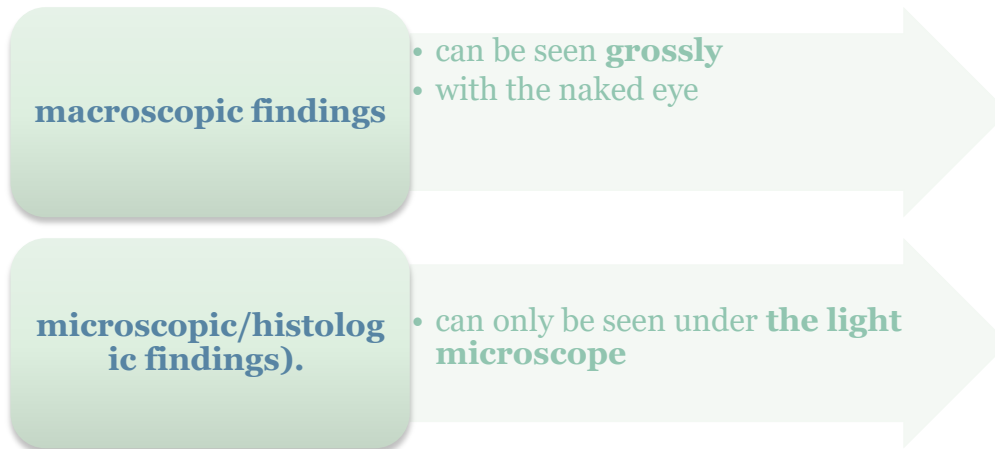 macroscopic findings
• can be seen grossly
• with the naked eye
microscopic/histolog
ic findings).
• can only be seen under the light
microscope